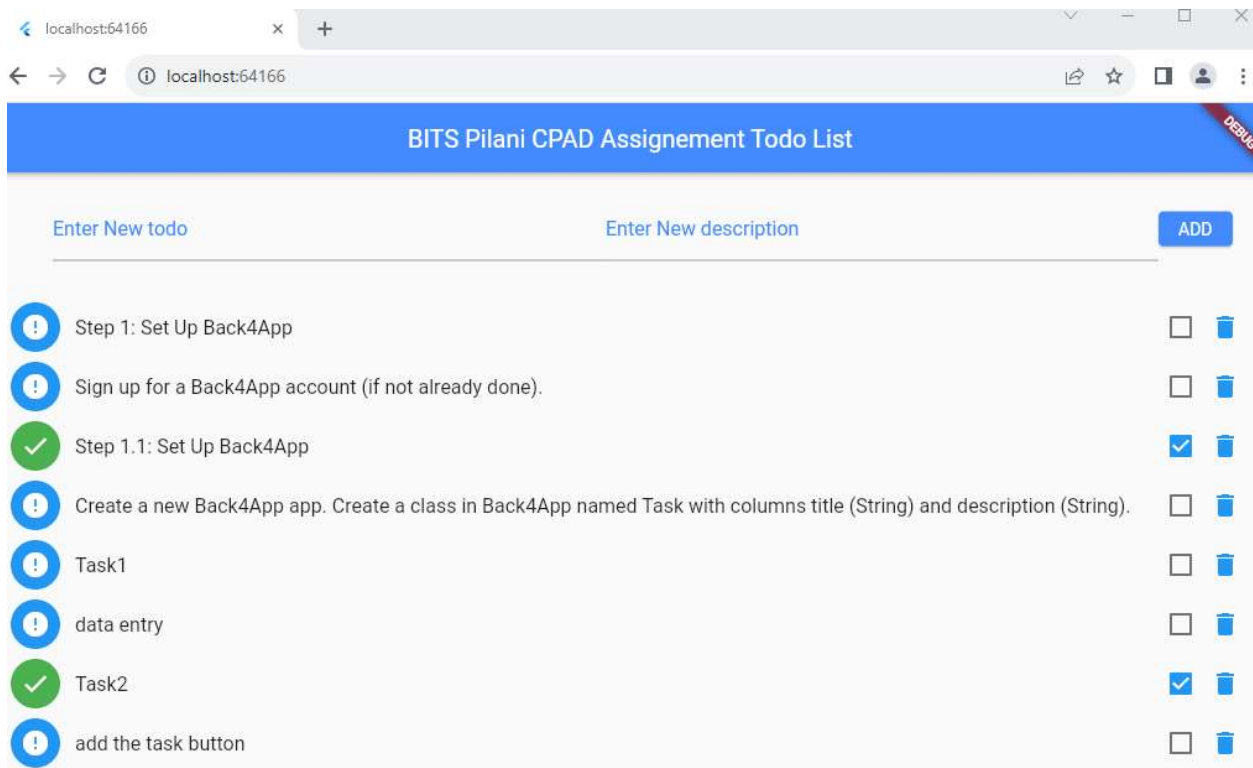 localhost:64166
localhost:64166
BITS Pilani CPAD Assignement Todo List
DEBUG
Enter New todo Enter New description ADD
Step 1: Set Up Back4App
Sign up for a Back4App account (if not already done).
Step 1.1: Set Up Back4App
Create a new Back4App app. Create a class in Back4App named Task with columns title (String) and description (String).
Task1
data entry
Task2
add the task button